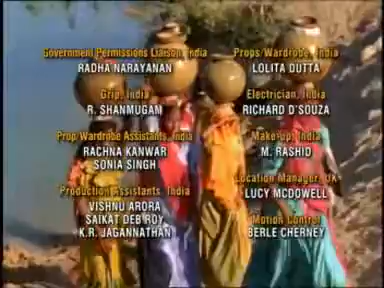 Government Permissions Liaison, India
RADHA NARAYANAN
Grip, India
R. SHANMUGAM
Prop/Wardrobe Assistants, India
RACHNA KANWAR
SONIA SINGH
Production Assistants, India
VISHNU ARORA
SAIKAT DEB ROY
K.R. JAGANNATHAN
Props/Wardrobe, India
LOLITA DUTTA
Electrician, India
RICHARD D'SOUZA
Make-up, India
M. RASHID
Location Manager, UK
LUCY MCDOWELL
Motion Control
BERLE CHERNEY